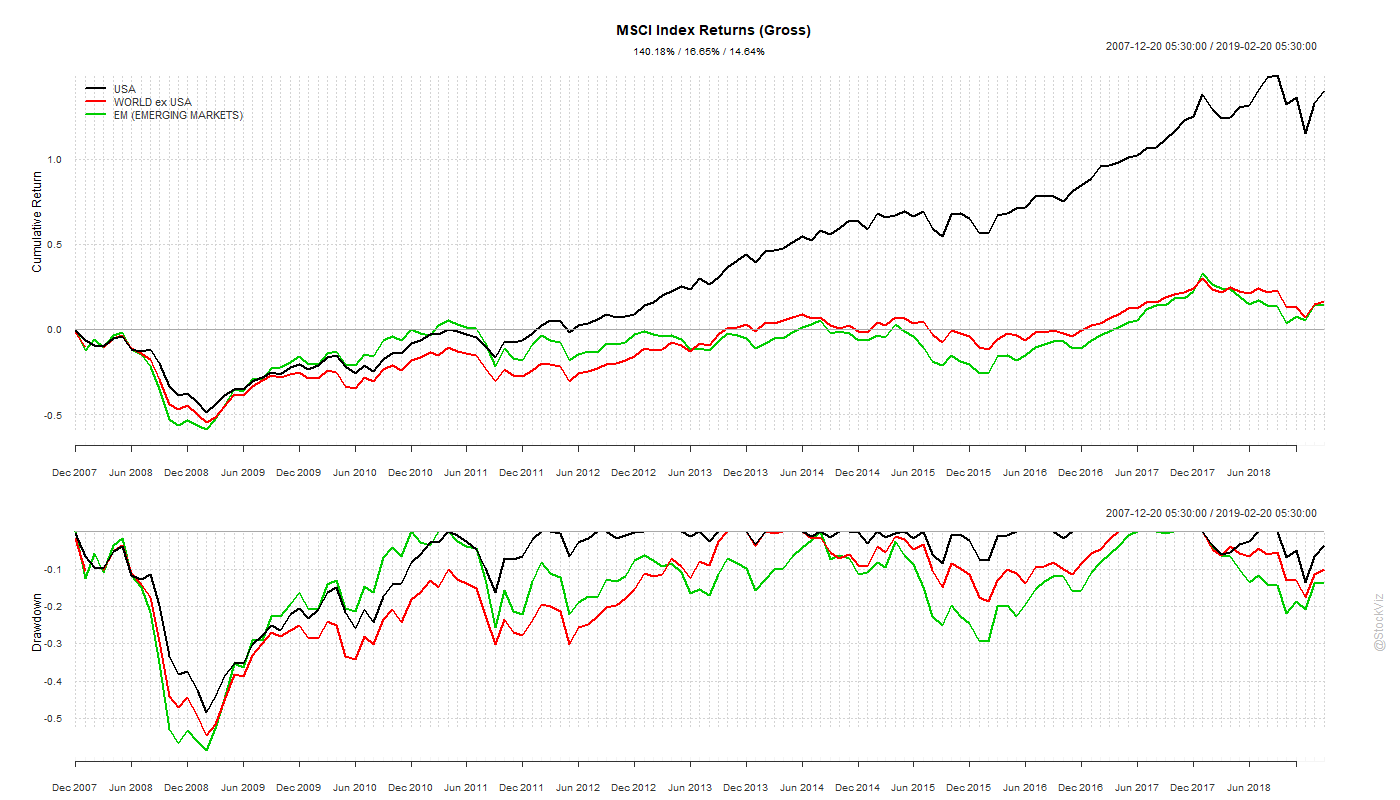 MSCI Index Returns (Gross)
140.18% / 16.65% / 14.64%
2007-12-20 05:30:00 / 2019-02-20 05:30:00
USA
WORLD ex USA
EM (EMERGING MARKETS)
Cumulative Return
1.0
0.5
0.0
-0.5
Dec 2007 Jun 2008 Dec 2008 Jun 2009 Dec 2009 Jun 2010 Dec 2010 Jun 2011 Dec 2011 Jun 2012 Dec 2012 Jun 2013 Dec 2013 Jun 2014 Dec 2014 Jun 2015 Dec 2015 Jun 2016 Dec 2016 Jun 2017 Dec 2017 Jun 2018
2007-12-20 05:30:00 / 2019-02-20 05:30:00
Drawdown
-0.1
-0.2
-0.3
-0.4
-0.5
Dec 2007 Jun 2008 Dec 2008 Jun 2009 Dec 2009 Jun 2010 Dec 2010 Jun 2011 Dec 2011 Jun 2012 Dec 2012 Jun 2013 Dec 2013 Jun 2014 Dec 2014 Jun 2015 Dec 2015 Jun 2016 Dec 2016 Jun 2017 Dec 2017 Jun 2018
@StockViz